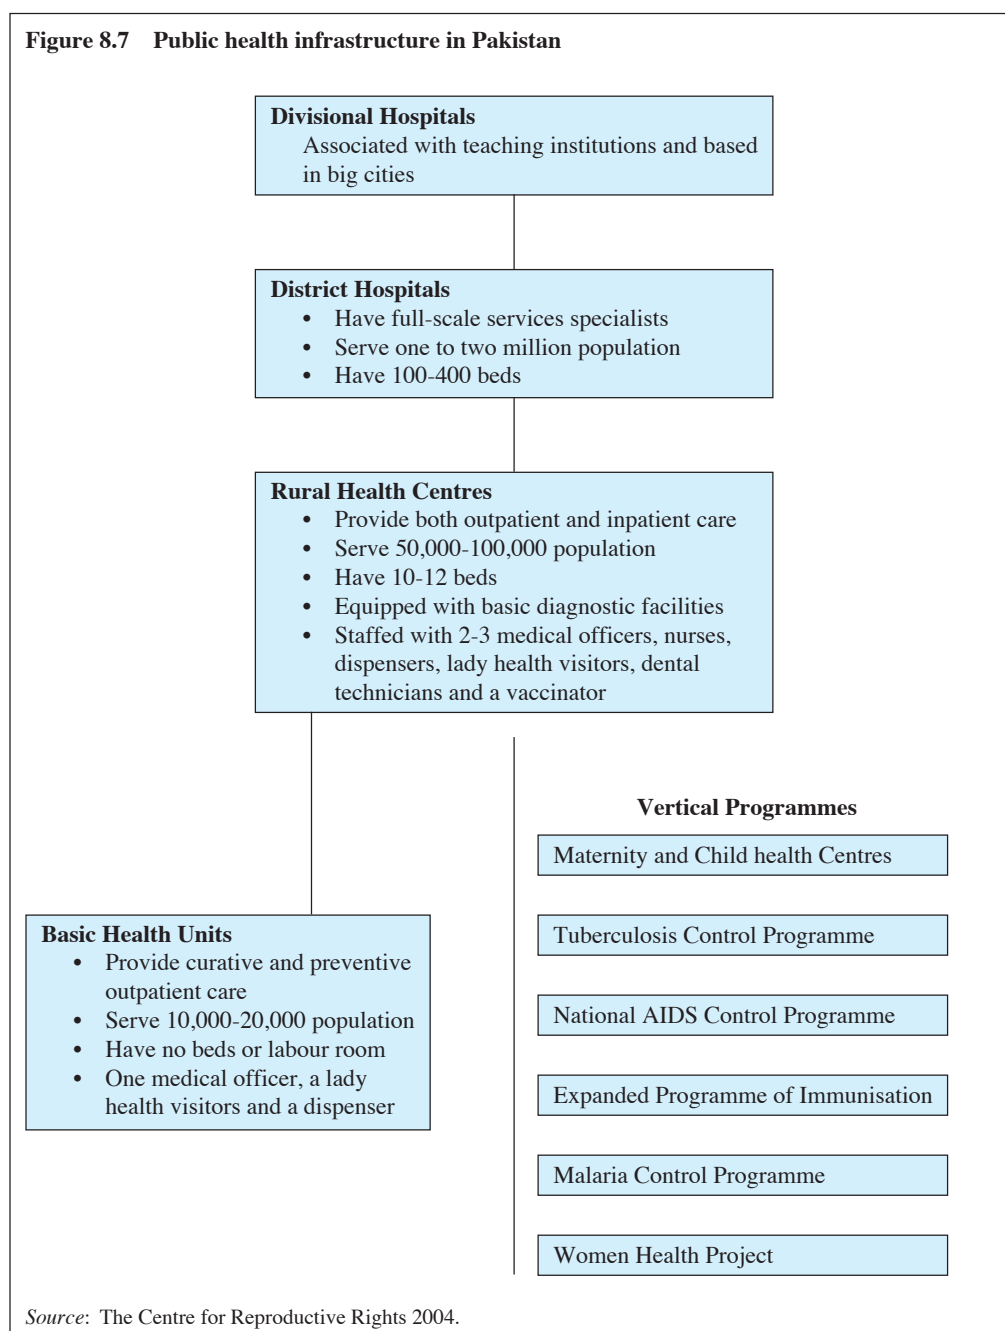 Figure 8.7 Public health infrastructure in Pakistan
Divisional Hospitals
Associated with teaching institutions and based
in big cities
District Hospitals
• Have full-scale services specialists
• Serve one to two million population
• Have 100-400 beds
Rural Health Centres
• Provide both outpatient and inpatient care
• Serve 50,000-100,000 population
• Have 10-12 beds
• Equipped with basic diagnostic facilities
• Staffed with 2-3 medical officers, nurses,
dispensers, lady health visitors, dental
technicians and a vaccinator
Basic Health Units
• Provide curative and preventive
outpatient care
• Serve 10,000-20,000 population
• Have no beds or labour room
• One medical officer, a lady
health visitors and a dispenser
Vertical Programmes
Maternity and Child health Centres
Tuberculosis Control Programme
National AIDS Control Programme
Expanded Programme of Immunisation
Malaria Control Programme
Women Health Project
Source: The Centre for Reproductive Rights 2004.